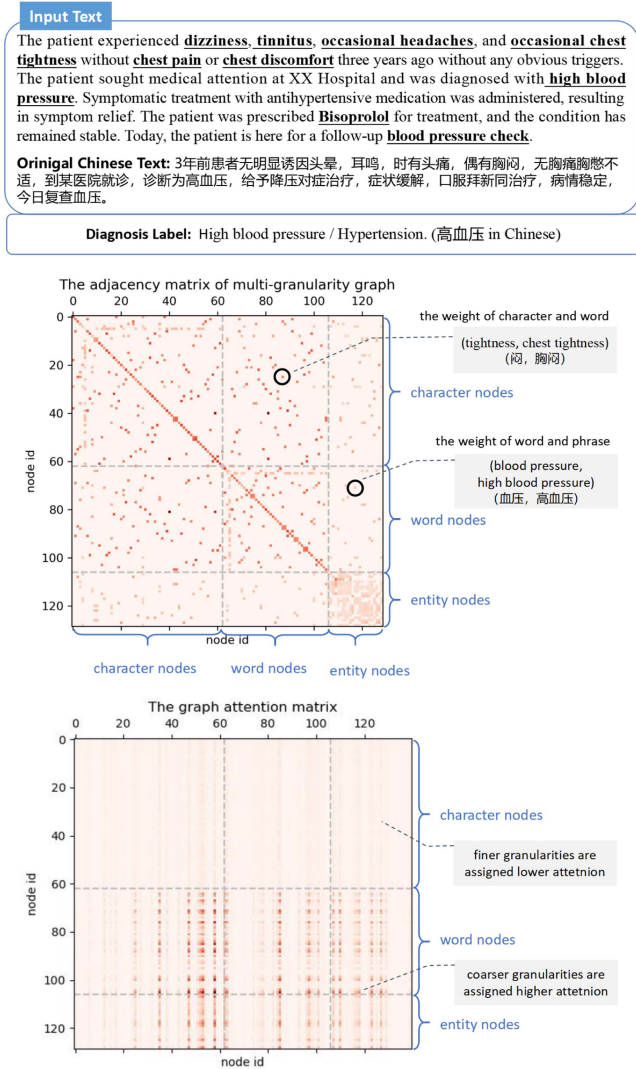 Input Text
The patient experienced dizziness, tinnitus, occasional headaches, and occasional chest
tightness without chest pain or chest discomfort three years ago without any obvious triggers.
The patient sought medical attention at XX Hospital and was diagnosed with high blood
pressure. Symptomatic treatment with antihypertensive medication was administered, resulting
in symptom relief. The patient was prescribed Bisoprolol for treatment, and the condition has
remained stable. Today, the patient is here for a follow-up blood pressure check.
Orinigal Chinese Text: 3年前患者无明显诱因头晕，耳鸣，时有头痛，偶有胸闷，无胸痛胸憋不
适，到某医院就诊，诊断为高血压，给予降压对症治疗，症状缓解，口服拜新同治疗，病情稳定，
今日复查血压。
Diagnosis Label: High blood pressure / Hypertension. (高血压 in Chinese)
The adjacency matrix of multi-granularity graph
0 20 40 60 80 100 120
0
20
40
60
80
100
120
node id
node id
the weight of character and word
(tightness, chest tightness)
(闷，胸闷)
character nodes
the weight of word and phrase
(blood pressure,
high blood pressure)
(血压，高血压)
word nodes
entity nodes
character nodes word nodes entity nodes
The graph attention matrix
0 20 40 60 80 100 120
0
20
40
60
80
100
120
node id
node id
character nodes
finer granularities are
assigned lower attetnion
word nodes
coarser granularities are
assigned higher attetnion
entity nodes